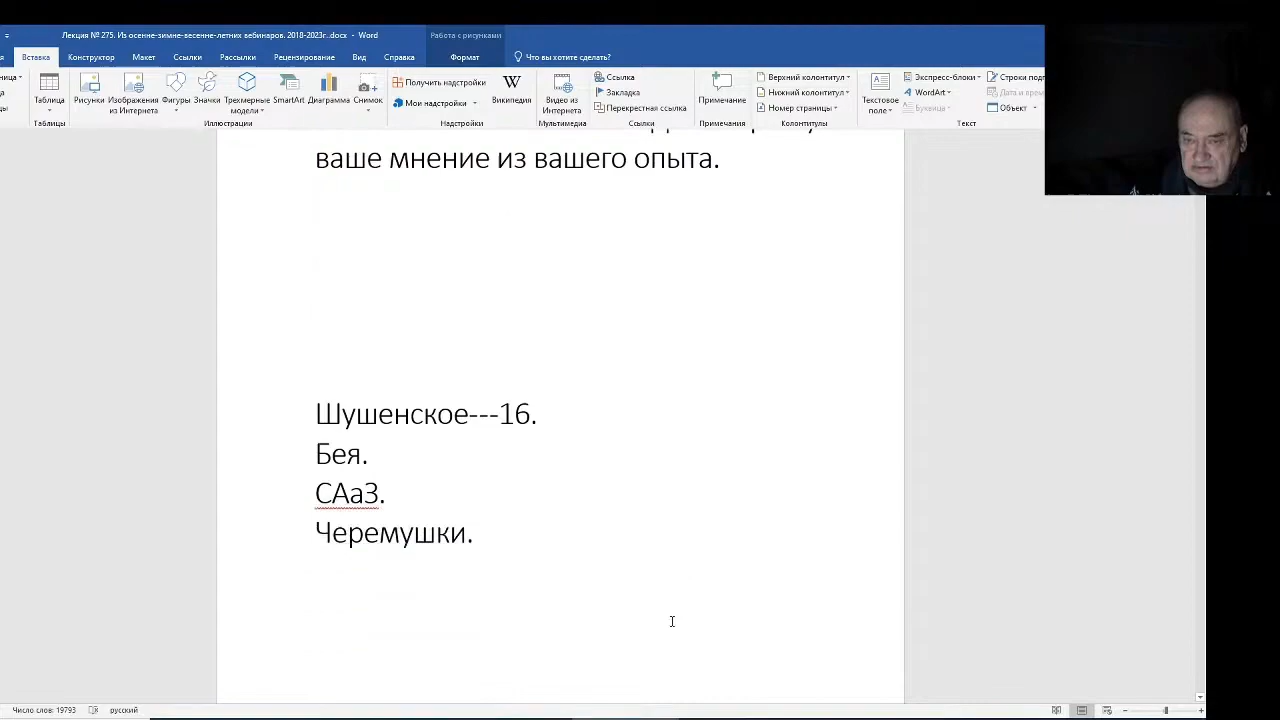 Лекция № 275. Из осенне-зимне-весенне-летних вебинаров. 2018-2023г..docx - Word
Работа с рисунками
Вставка Конструктор Макет Ссылки Рассылки Рецензирование Вид Справка Формат Что вы хотите сделать?
Таблица
Таблицы
Рисунки
Изображения из Интернета
Фигуры
Значки
Трехмерные модели
SmartArt
Диаграмма
Снимок
Иллюстрации
Получить надстройки
Мои надстройки
Википедия
Надстройки
Видео из Интернета
Мультимедиа
Ссылка
Закладка
Перекрестная ссылка
Ссылки
Примечание
Примечания
Верхний колонтитул
Нижний колонтитул
Номер страницы
Колонтитулы
Текстовое поле
Экспресс-блоки
WordArt
Буквица
Строки
Дата и
Объект
Текст
ваше мнение из вашего опыта.
Шушенское---16.
Бея.
САаЗ.
Черемушки.
Число слов: 19793 русский